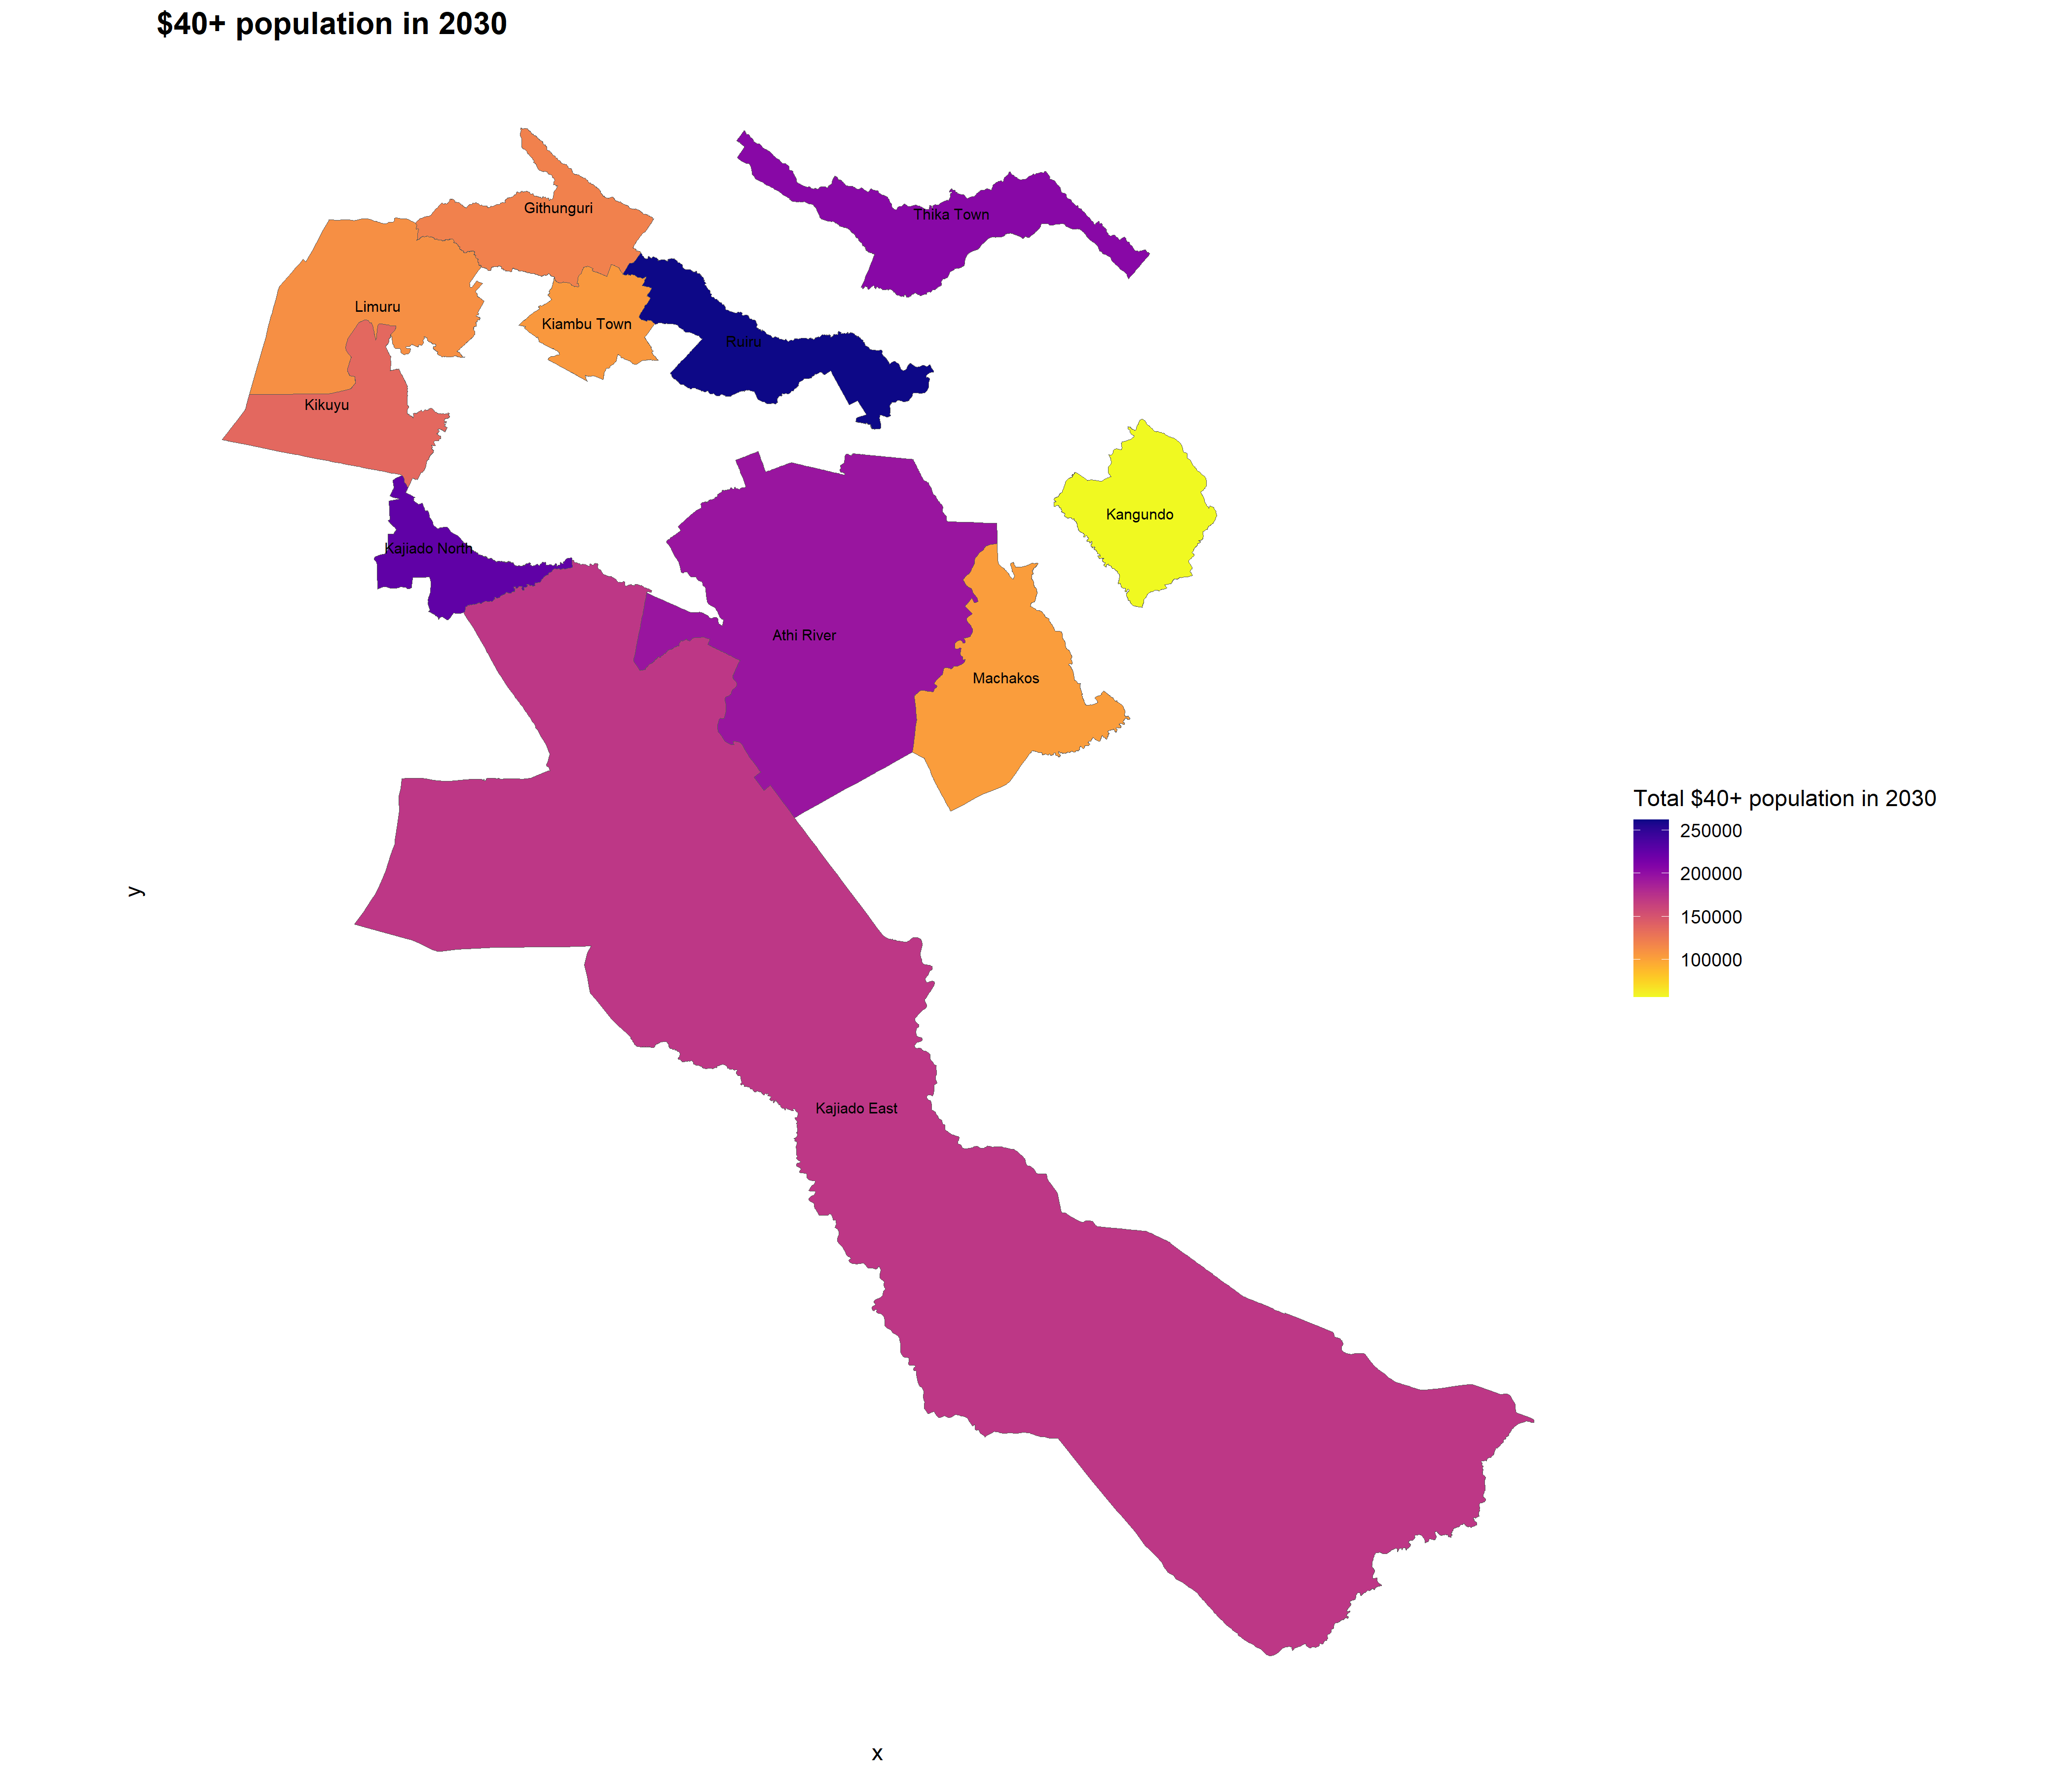 $40+ population in 2030
Githunguri
Thika Town
Limuru
Kiambu Town
Ruiru
Kikuyu
Kangundo
Kajiado North
Athi River
Machakos
Total $40+ population in 2030
250000
200000
150000
100000
y
Kajiado East
x